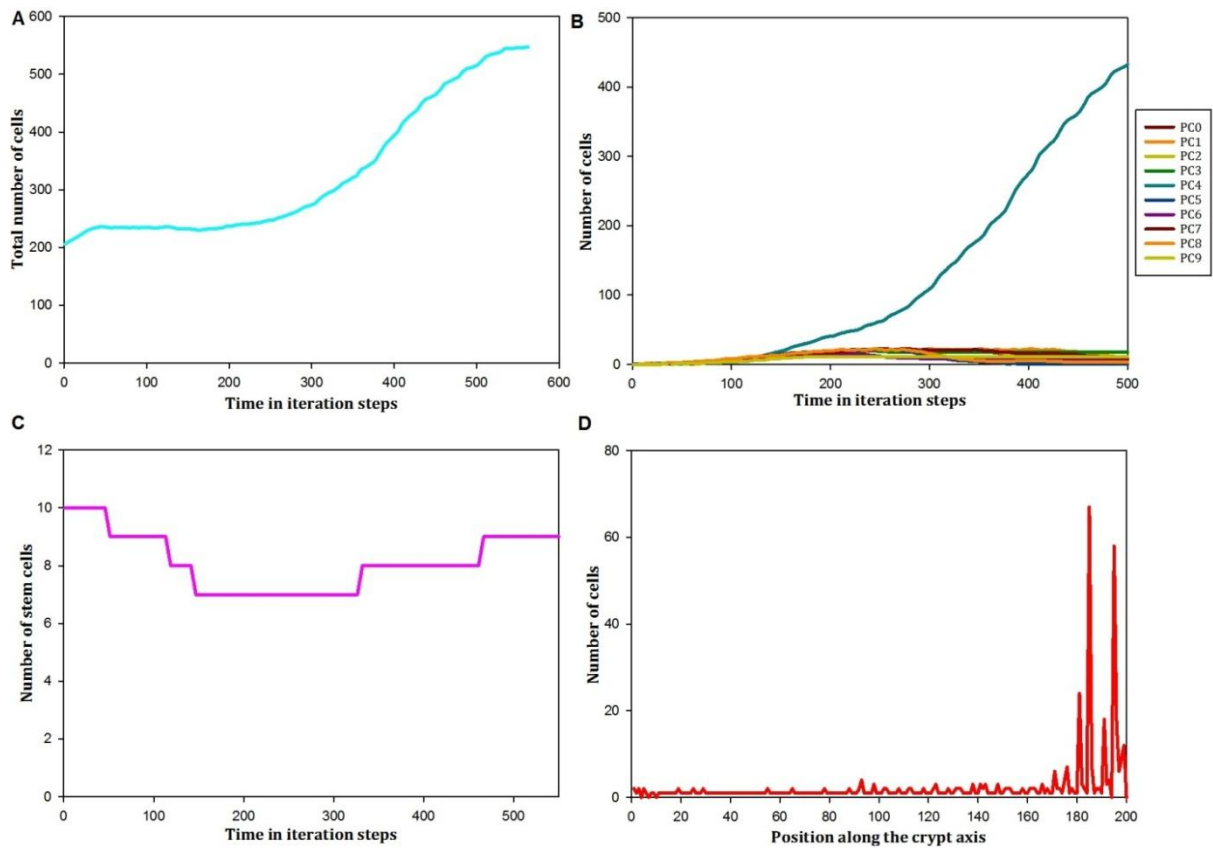 A
600
500
400
300
200
100
0
Total number of cells
0 100 200 300 400 500 600
Time in iteration steps
B
500
400
300
200
100
0
Number of cells
0 100 200 300 400 500
Time in iteration steps
PC0
PC1
PC2
PC3
PC4
PC5
PC6
PC7
PC8
PC9
C
12
10
8
6
4
2
0
Number of stem cells
0 100 200 300 400 500
Time in iteration steps
D
80
60
40
20
0
Number of cells
0 20 40 60 80 100 120 140 160 180 200
Position along the crypt axis